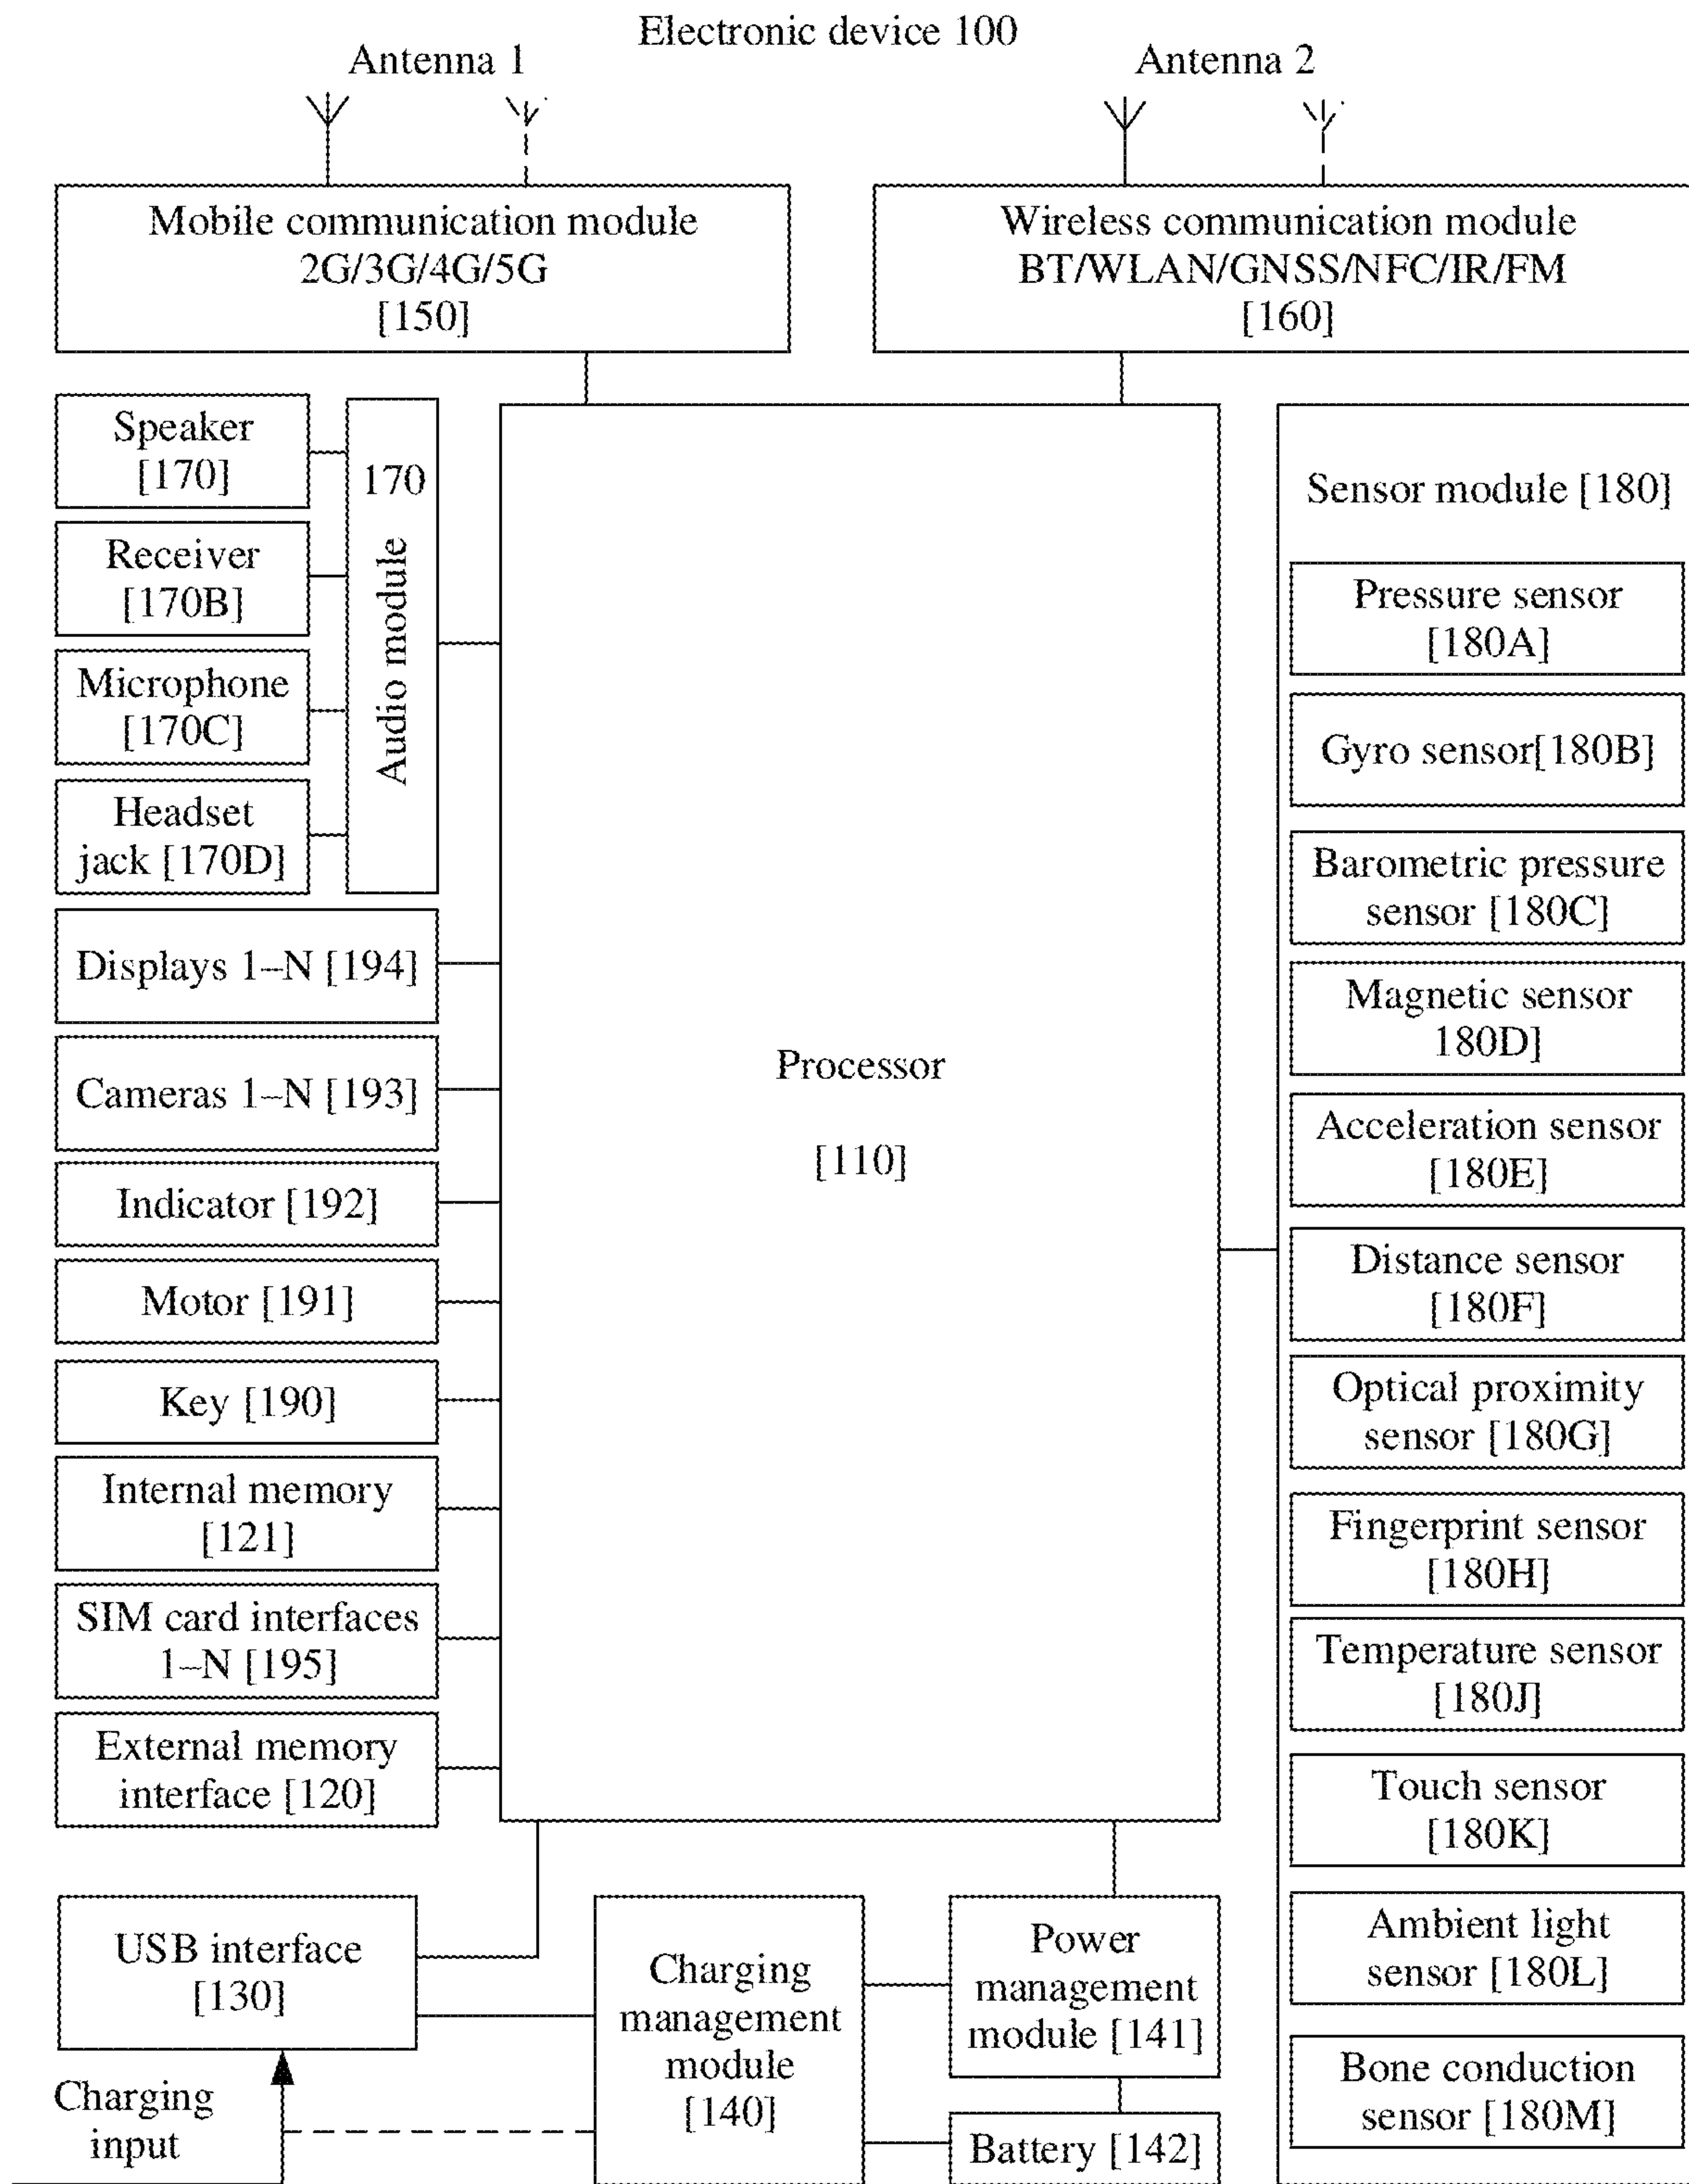 Electronic device 100
Antenna 1
Antenna 2
Mobile communication module
2G/3G/4G/5G
[150]
Wireless communication module
BT/WLAN/GNSS/NFC/IR/FM
[160]
Speaker
[170]
Receiver
[170B]
Microphone
[170C]
Headset
jack [170D]
170
Audio module
Displays 1–N [194]
Cameras 1–N [193]
Indicator [192]
Motor [191]
Key [190]
Internal memory
[121]
SIM card interfaces
1–N [195]
External memory
interface [120]
Processor
[110]
Sensor module [180]
Pressure sensor
[180A]
Gyro sensor[180B]
Barometric pressure
sensor [180C]
Magnetic sensor
180D]
Acceleration sensor
[180E]
Distance sensor
[180F]
Optical proximity
sensor [180G]
Fingerprint sensor
[180H]
Temperature sensor
[180J]
Touch sensor
[180K]
Ambient light
sensor [180L]
Bone conduction
sensor [180M]
USB interface
[130]
Charging
input
Charging
management
module
[140]
Power
management
module [141]
Battery [142]